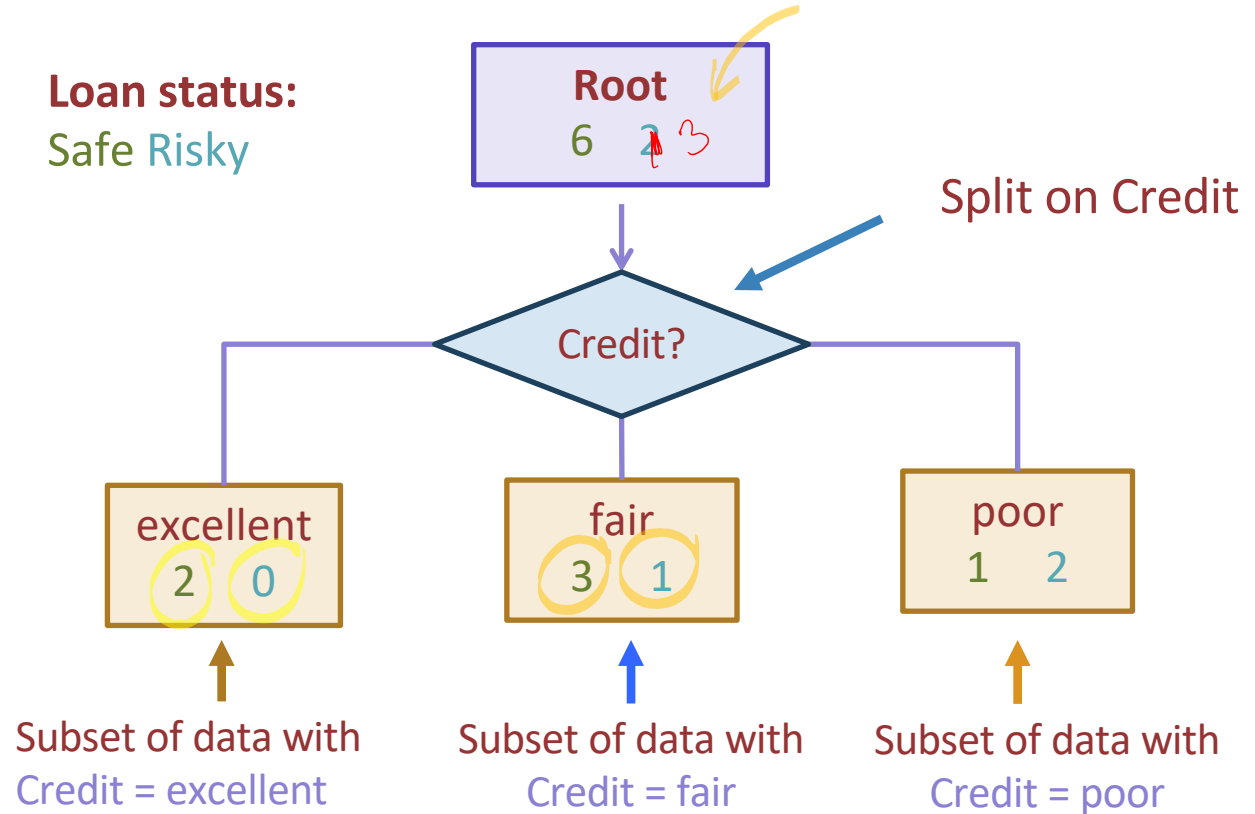 Root
6 2 3
Loan status:
Safe Risky
Split on Credit
Credit?
excellent
2 0
fair
3 1
poor
1 2
Subset of data with
Credit = excellent
Subset of data with
Credit = fair
Subset of data with
Credit = poor